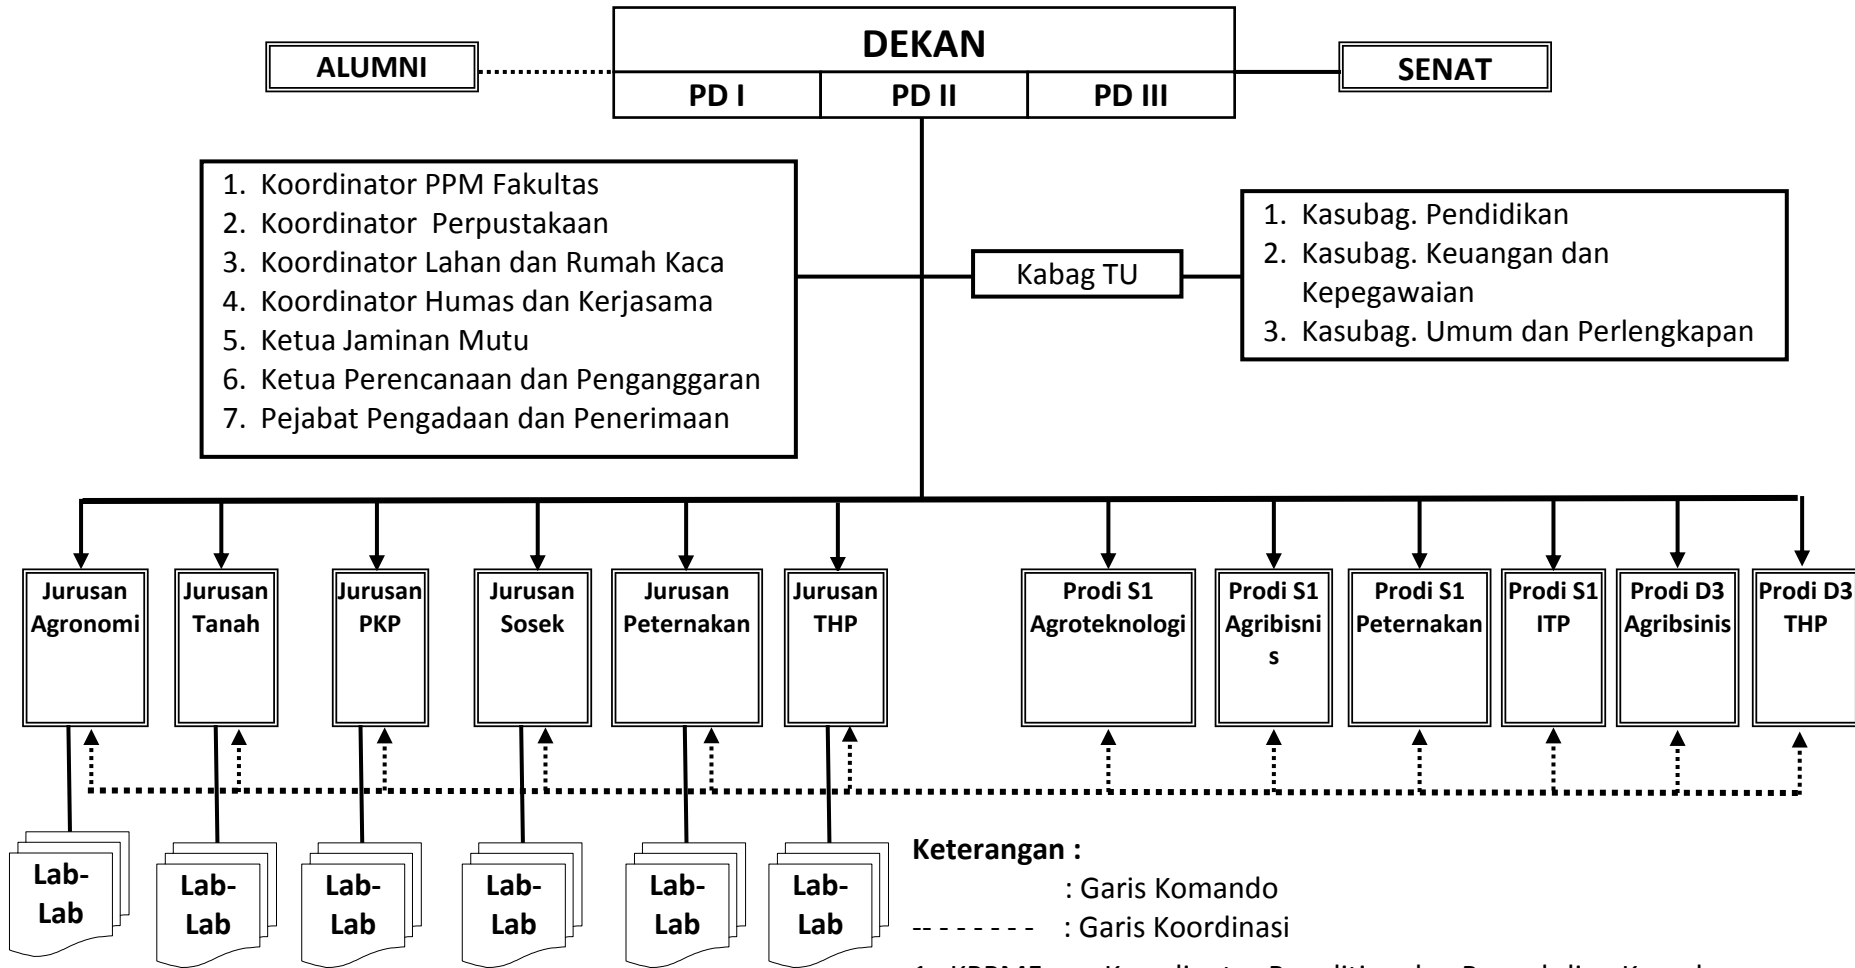 DEKAN
ALUMNI
SENAT
PD I
PD II
PD III
1. Koordinator PPM Fakultas
2. Koordinator Perpustakaan
3. Koordinator Lahan dan Rumah Kaca
4. Koordinator Humas dan Kerjasama
5. Ketua Jaminan Mutu
6. Ketua Perencanaan dan Penganggaran
7. Pejabat Pengadaan dan Penerimaan
Kabag TU
1. Kasubag. Pendidikan
2. Kasubag. Keuangan dan
Kepegawaian
3. Kasubag. Umum dan Perlengkapan
Jurusan
Agronomi
Jurusan
Tanah
Jurusan
PKP
Jurusan
Sosek
Jurusan
Peternakan
Jurusan
THP
Prodi S1
Agroteknologi
Prodi S1
Agribisni
s
Prodi S1
Peternakan
Prodi S1
ITP
Prodi D3
Agribsinis
Prodi D3
THP
Lab-
Lab
Lab-
Lab
Lab-
Lab
Lab-
Lab
Lab-
Lab
Lab-
Lab
Keterangan :
: Garis Komando
-- - - - - - - : Garis Koordinasi